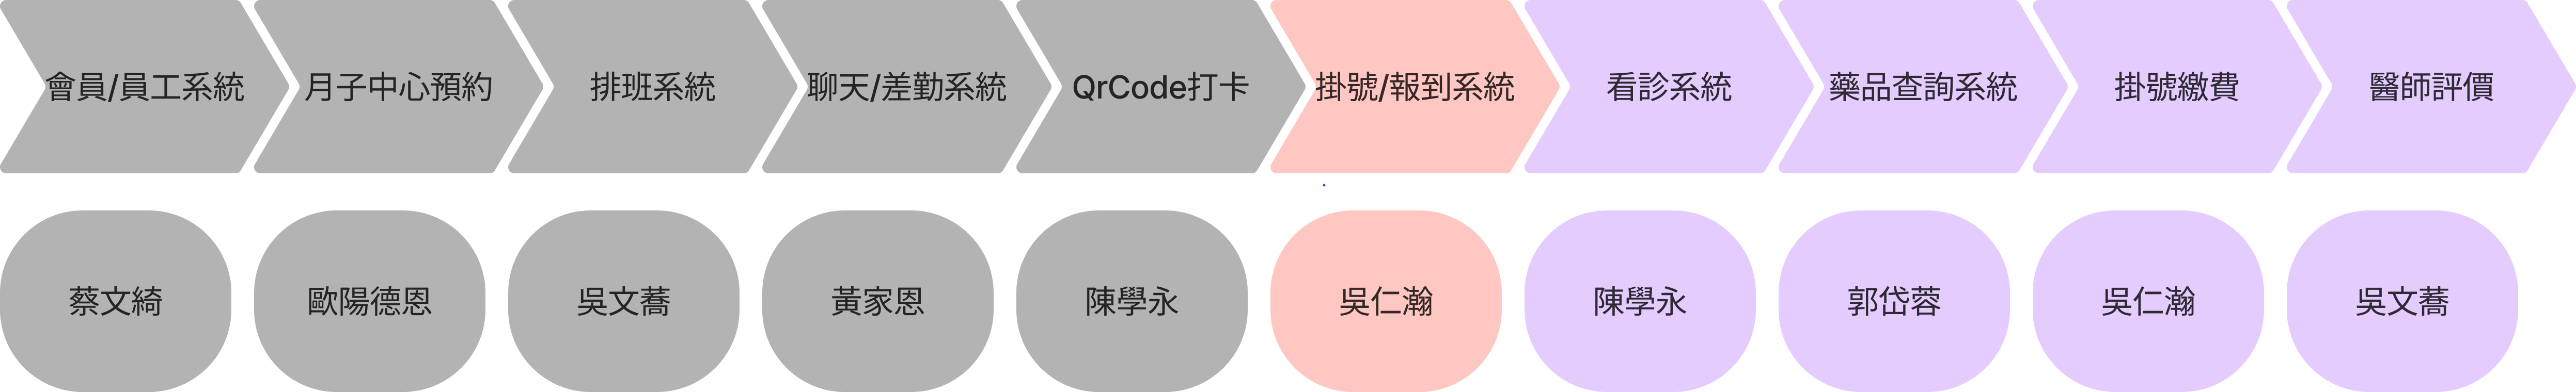 會員/員工系統
月子中心預約
排班系統
聊天/差勤系統
QrCode打卡
掛號/報到系統
看診系統
藥品查詢系統
掛號繳費
醫師評價
蔡文綺
歐陽德恩
吳文蕎
黃家恩
陳學永
吳仁瀚
陳學永
郭岱蓉
吳仁瀚
吳文蕎